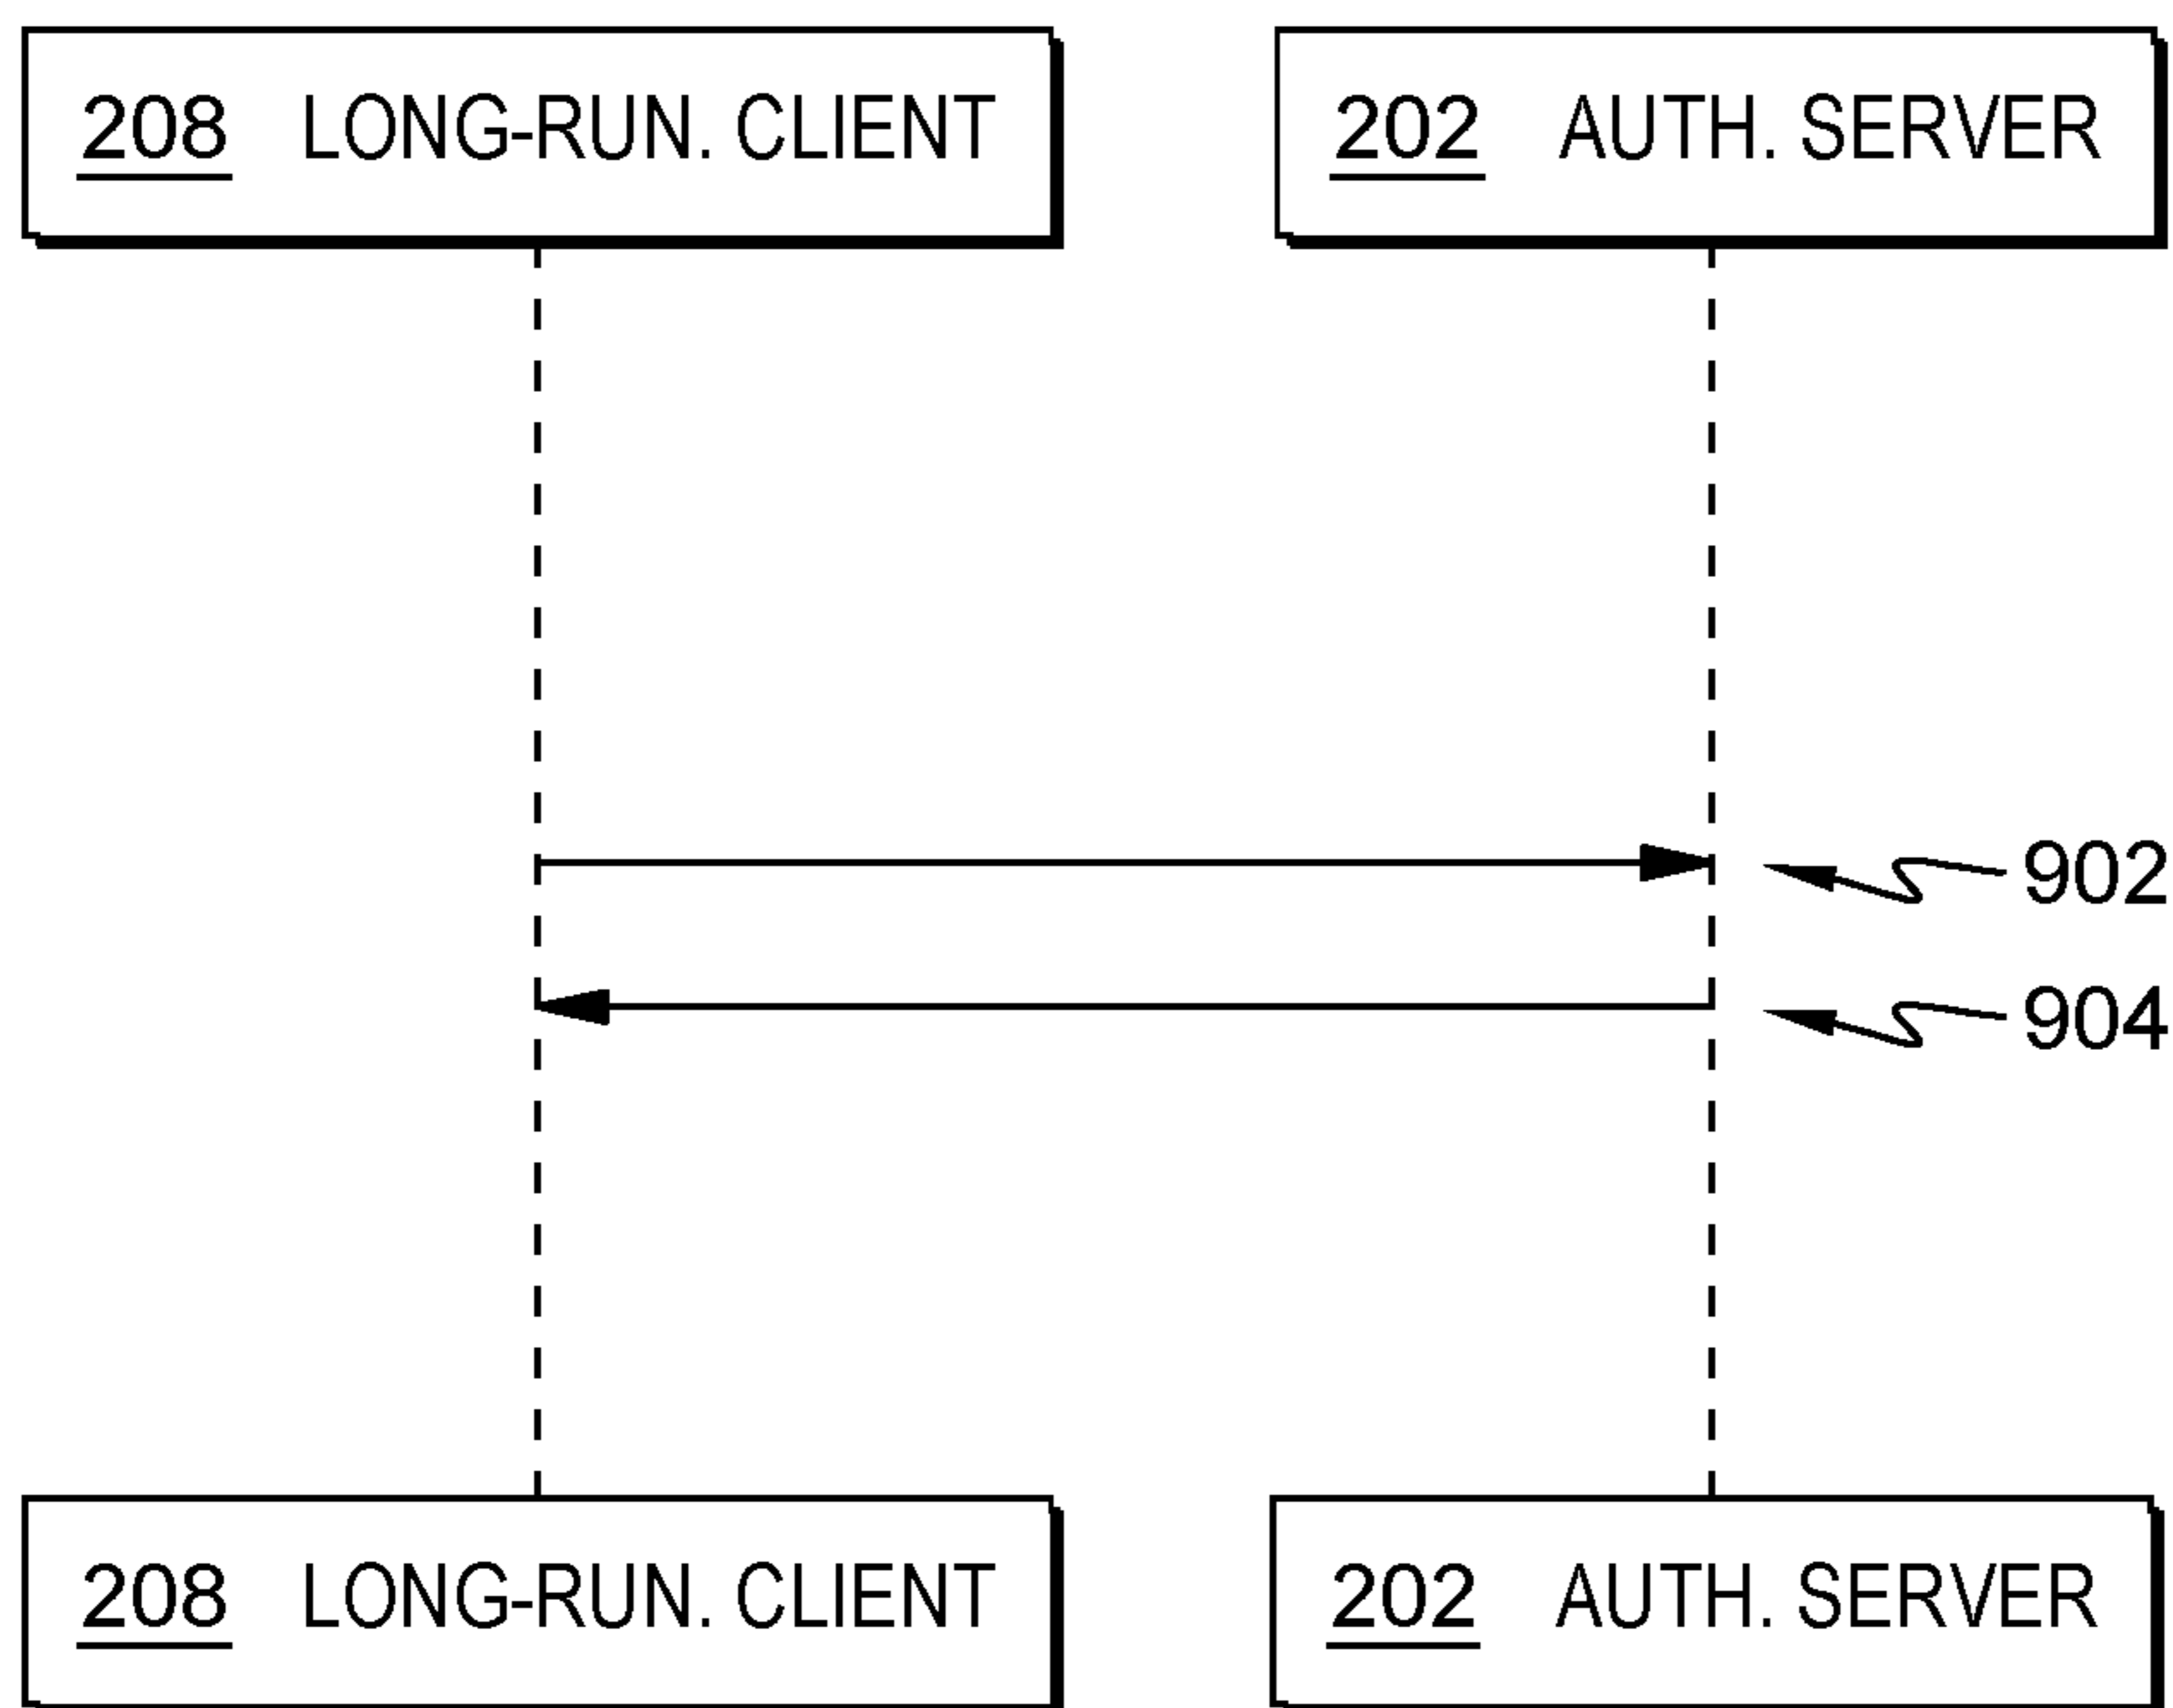 208 LONG-RUN. CLIENT
202 AUTH. SERVER
902
904
208 LONG-RUN. CLIENT
202 AUTH. SERVER